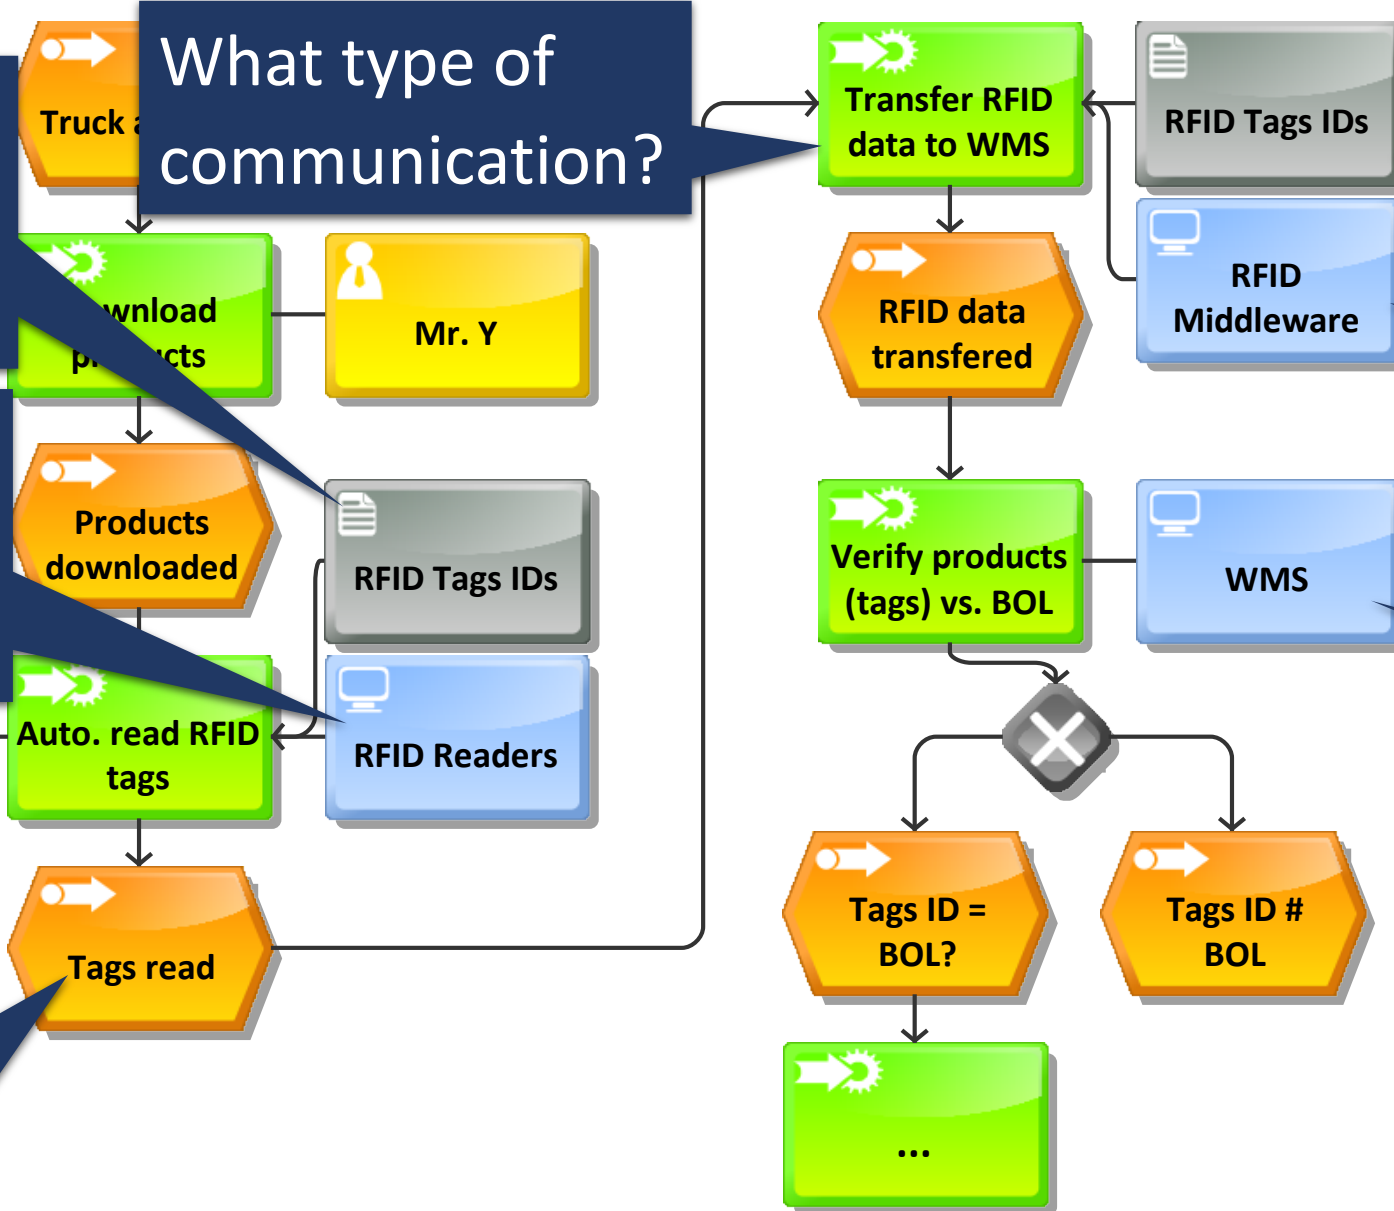 What type of
communication?
Truck
Mr. Y
Products
downloaded
RFID Tags IDs
Auto. read RFID
tags
RFID Readers
Tags read
Transfer RFID
data to WMS
RFID Tags IDs
RFID
Middleware
RFID data
transfered
Verify products
(tags) vs. BOL
WMS
Tags ID =
BOL?
Tags ID #
BOL
...